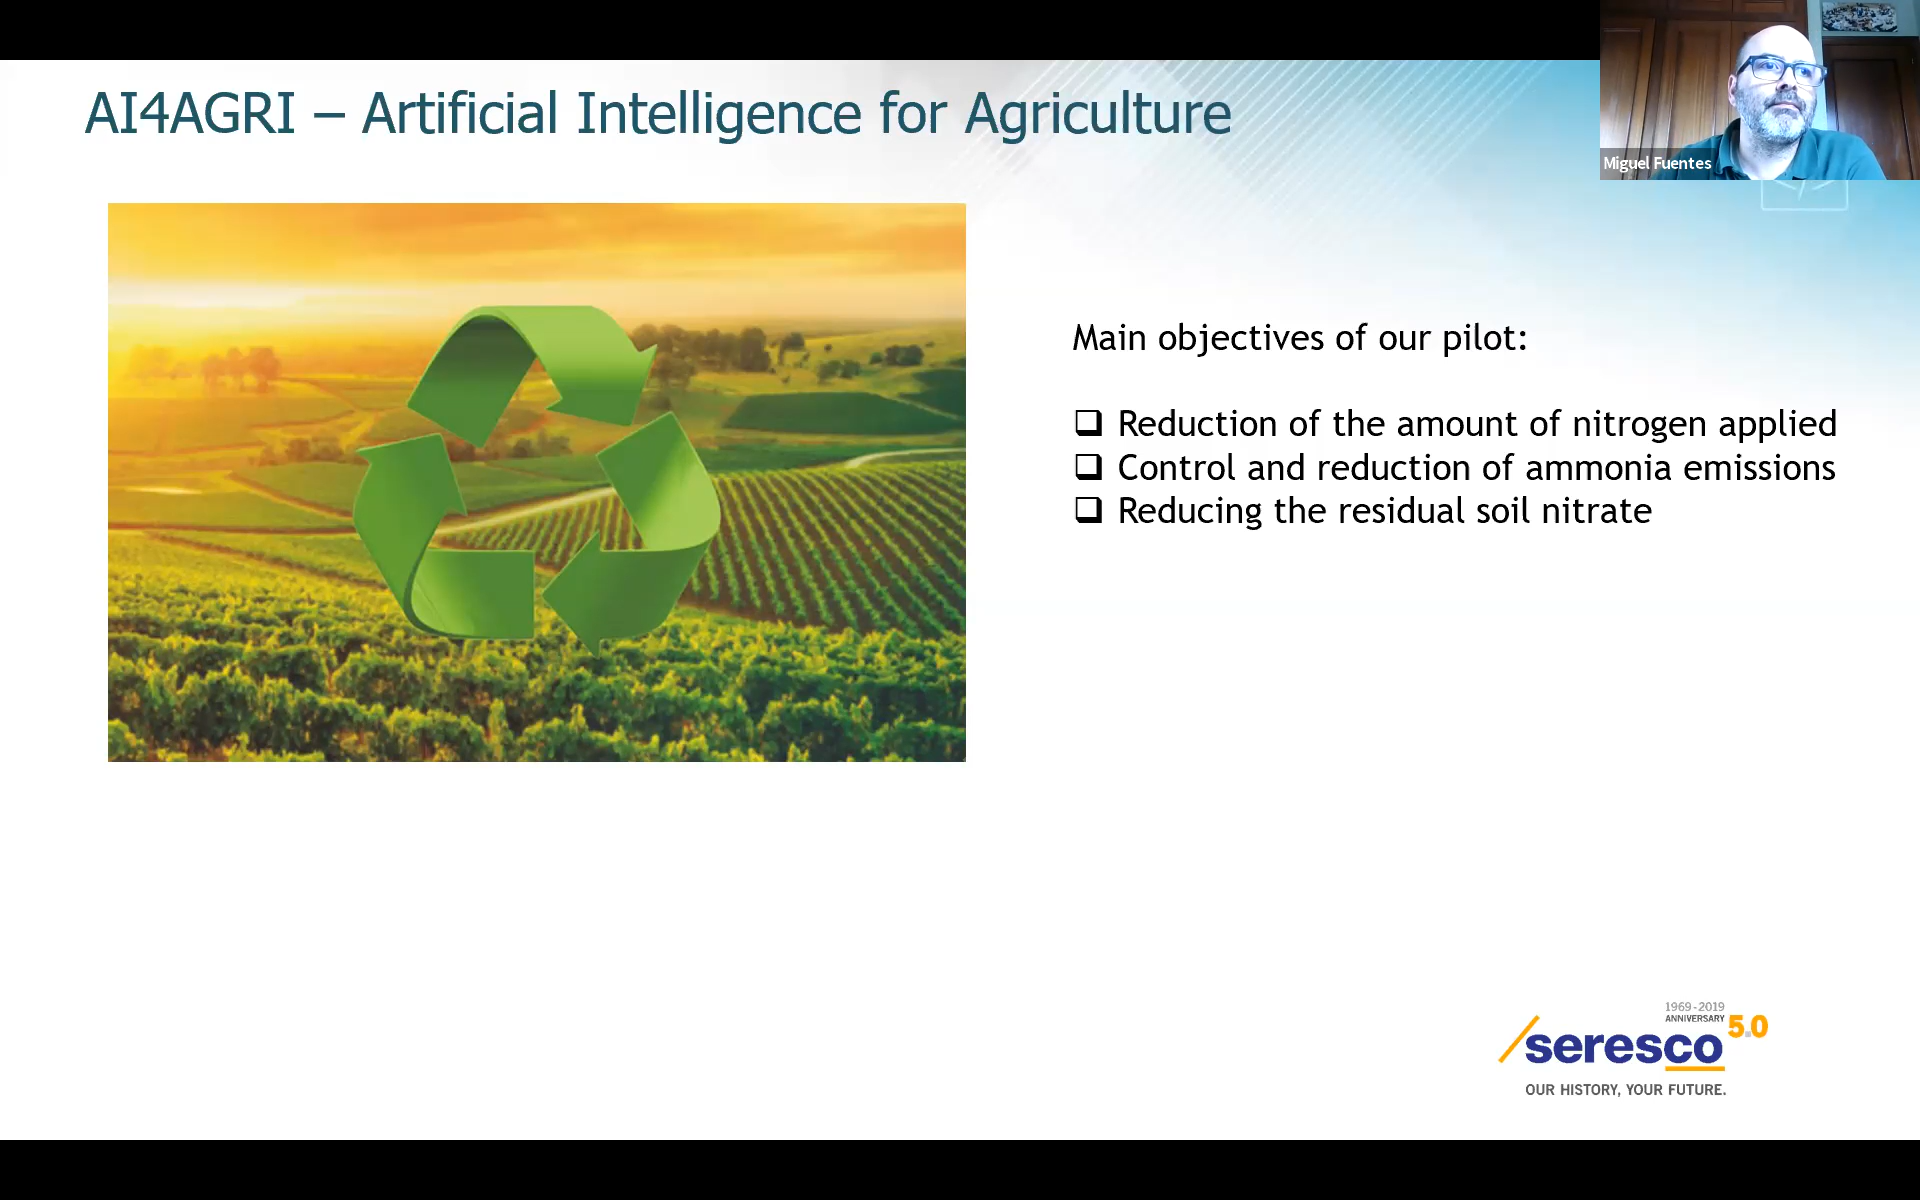 AI4AGRI – Artificial Intelligence for Agriculture
Miguel Fuentes
Main objectives of our pilot:
❑ Reduction of the amount of nitrogen applied
❑ Control and reduction of ammonia emissions
❑ Reducing the residual soil nitrate
1969-2019
ANNIVERSARY 5.0
seresco
OUR HISTORY, YOUR FUTURE.